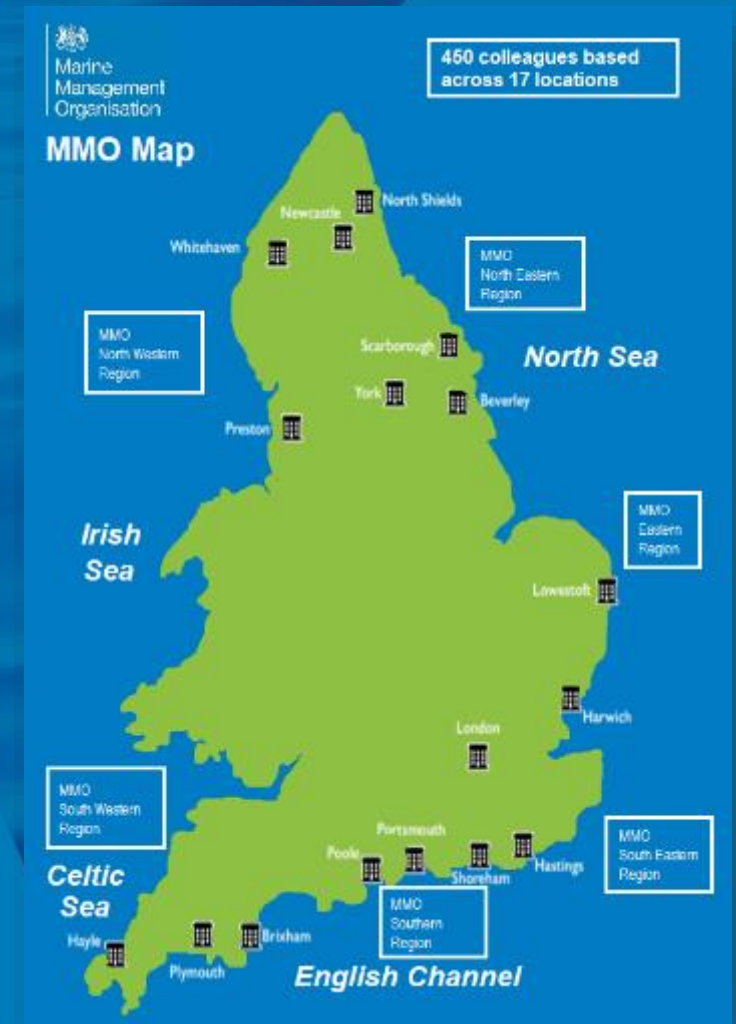 Marine
Management
Organisation
450 colleagues based
across 17 locations
MMO Map
North Shields
Newcastle
Whitehaven
MMO
North Eastern
Region
MMO
North Western
Region
Scarborough
North Sea
York
Beverley
Preston
MMO
Eastern
Region
Irish
Sea
Lowestoft
Harwich
London
MMO
South Western
Region
Portsmouth
MMO
South Eastern
Region
Poole
Shoreham
Hastings
Celtic
Sea
MMO
Southern
Region
Hayle
Brixham
Plymouth
English Channel